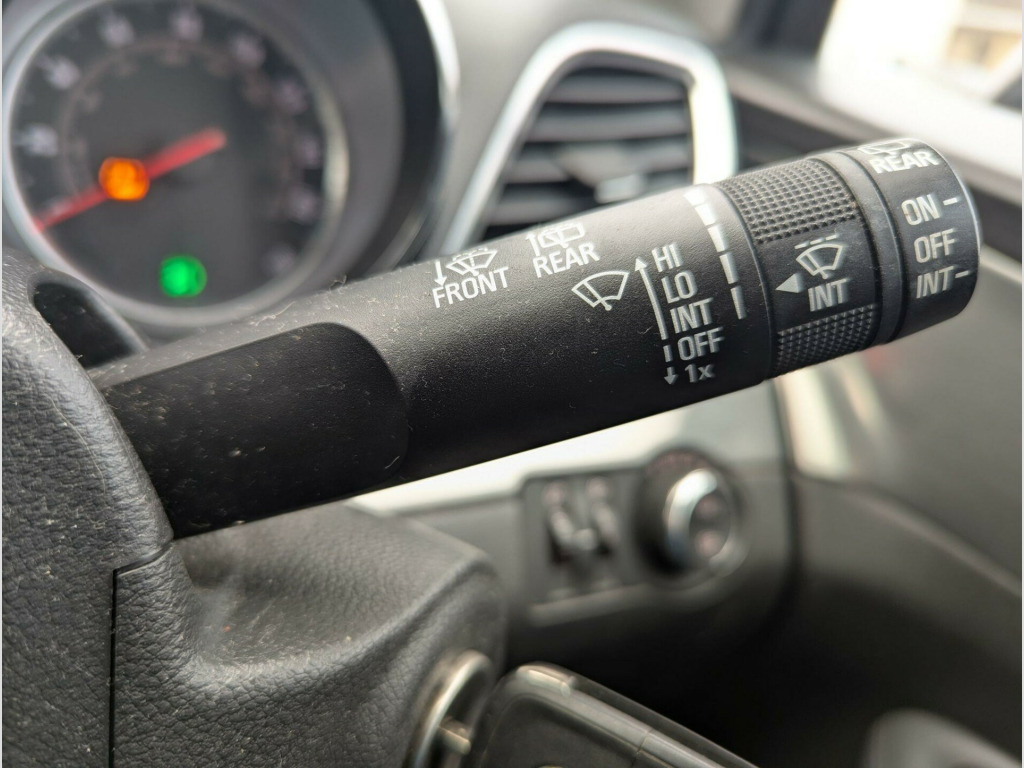 FRONT
REAR
HI
LO
INT
OFF
1x
INT
REAR
ON
OFF
INT